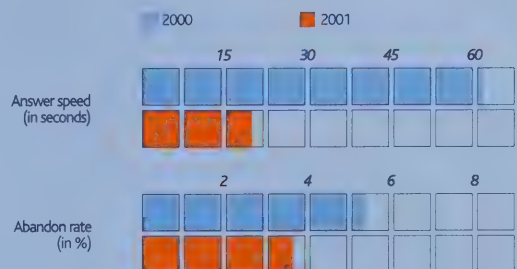 2000 2001
15 30 45 60
Answer speed
(in seconds)
2 4 6 8
Abandon rate
(in %)